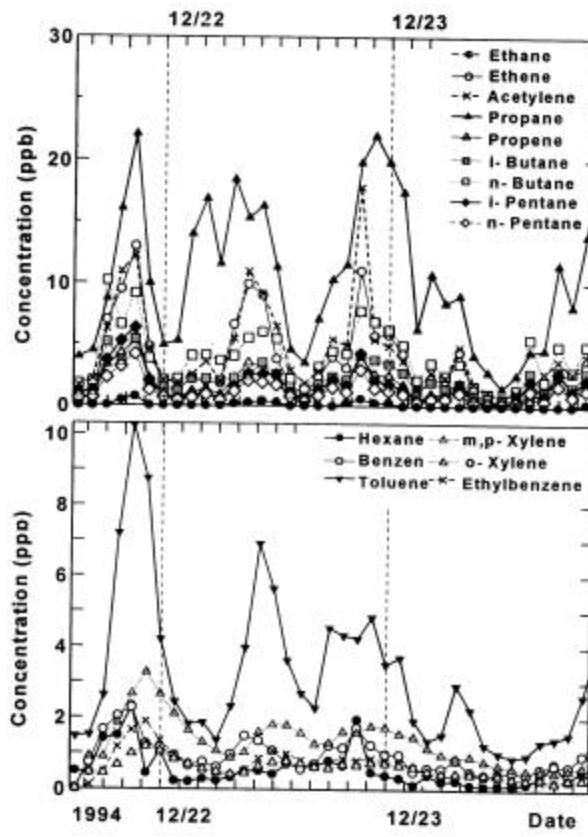 12/22 12/23
30
Ethane
Ethene
Acetylene
Propane
Propene
i- Butane
n- Butane
i- Pentane
n- Pentane
20
10
0
Concentration (ppb)
10
Hexane m,p- Xylene
Benzen o- Xylene
Toluene Ethylbenzene
8
6
4
2
0
Concentration (ppb)
1994 12/22 12/23 Date